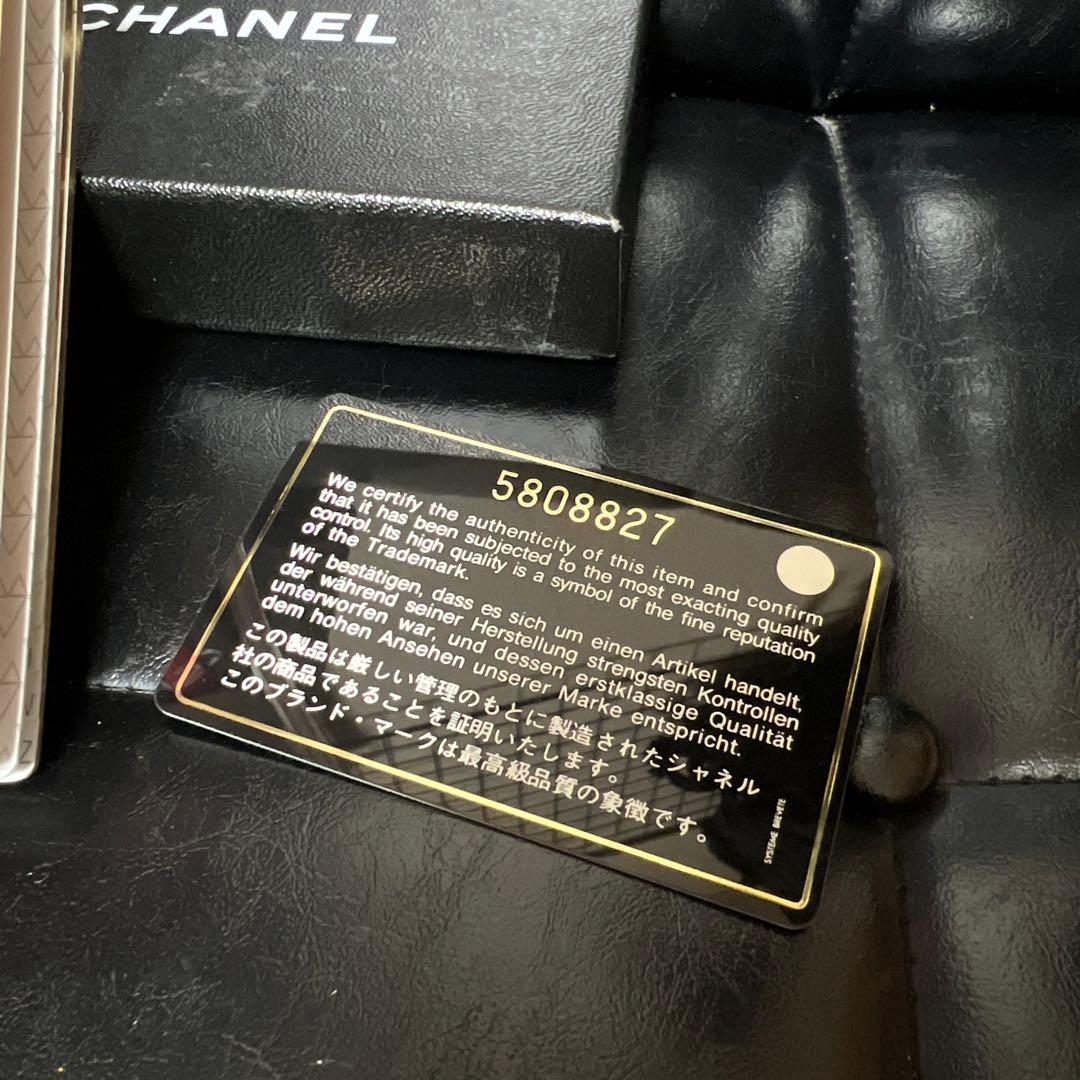 CHANEL
5808827
We certify the authenticity of this item and confirm
that it has been subjected to the most exacting quality
control. Its high quality is a symbol of the fine reputation
of the Trademark.
Wir bestätigen, dass es sich um einen Artikel handelt,
der während seiner Herstellung strengsten Kontrollen
unterworfen war, und dessen erstklassige Qualität
dem hohen Ansehen unserer Marke entspricht.
この製品は厳しい管理のもとに製造されたシャネル
社の商品であることを証明いたします。
このブランド・マークは最高級品質の象徴です。
SYSTEME BREVETE